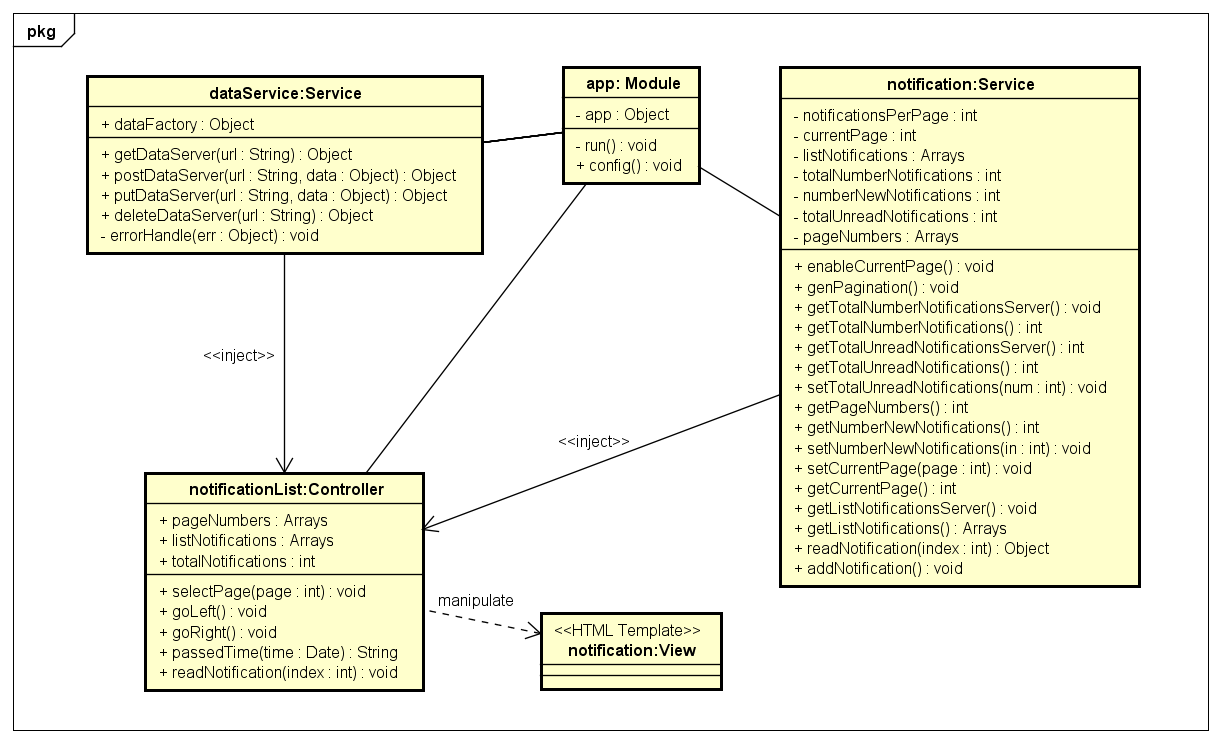 pkg
dataService:Service
+ dataFactory : Object
+ getDataServer(url : String) : Object
+ postDataServer(url : String, data : Object) : Object
+ putDataServer(url : String, data : Object) : Object
+ deleteDataServer(url : String) : Object
- errorHandle(err : Object) : void
app: Module
- app : Object
- run() : void
+ config() : void
notification:Service
- notificationsPerPage : int
- currentPage : int
- listNotifications : Arrays
- totalNumberNotifications : int
- numberNewNotifications : int
- totalUnreadNotifications : int
- pageNumbers : Arrays
+ enableCurrentPage() : void
+ genPagination() : void
+ getTotalNumberNotificationsServer() : void
+ getTotalNumberNotifications() : int
+ getTotalUnreadNotificationsServer() : int
+ getTotalUnreadNotifications() : int
+ setTotalUnreadNotifications(num : int) : void
+ getPageNumbers() : int
+ getNumberNewNotifications() : int
+ setNumberNewNotifications(in : int) : void
+ setCurrentPage(page : int) : void
+ getCurrentPage() : int
+ getListNotificationsServer() : void
+ getListNotifications() : Arrays
+ readNotification(index : int) : Object
+ addNotification() : void
<<inject>>
<<inject>>
notificationList:Controller
+ pageNumbers : Arrays
+ listNotifications : Arrays
+ totalNotifications : int
+ selectPage(page : int) : void
+ goLeft() : void
+ goRight() : void
+ passedTime(time : Date) : String
+ readNotification(index : int) : void
manipulate
<<HTML Template>>
notification:View